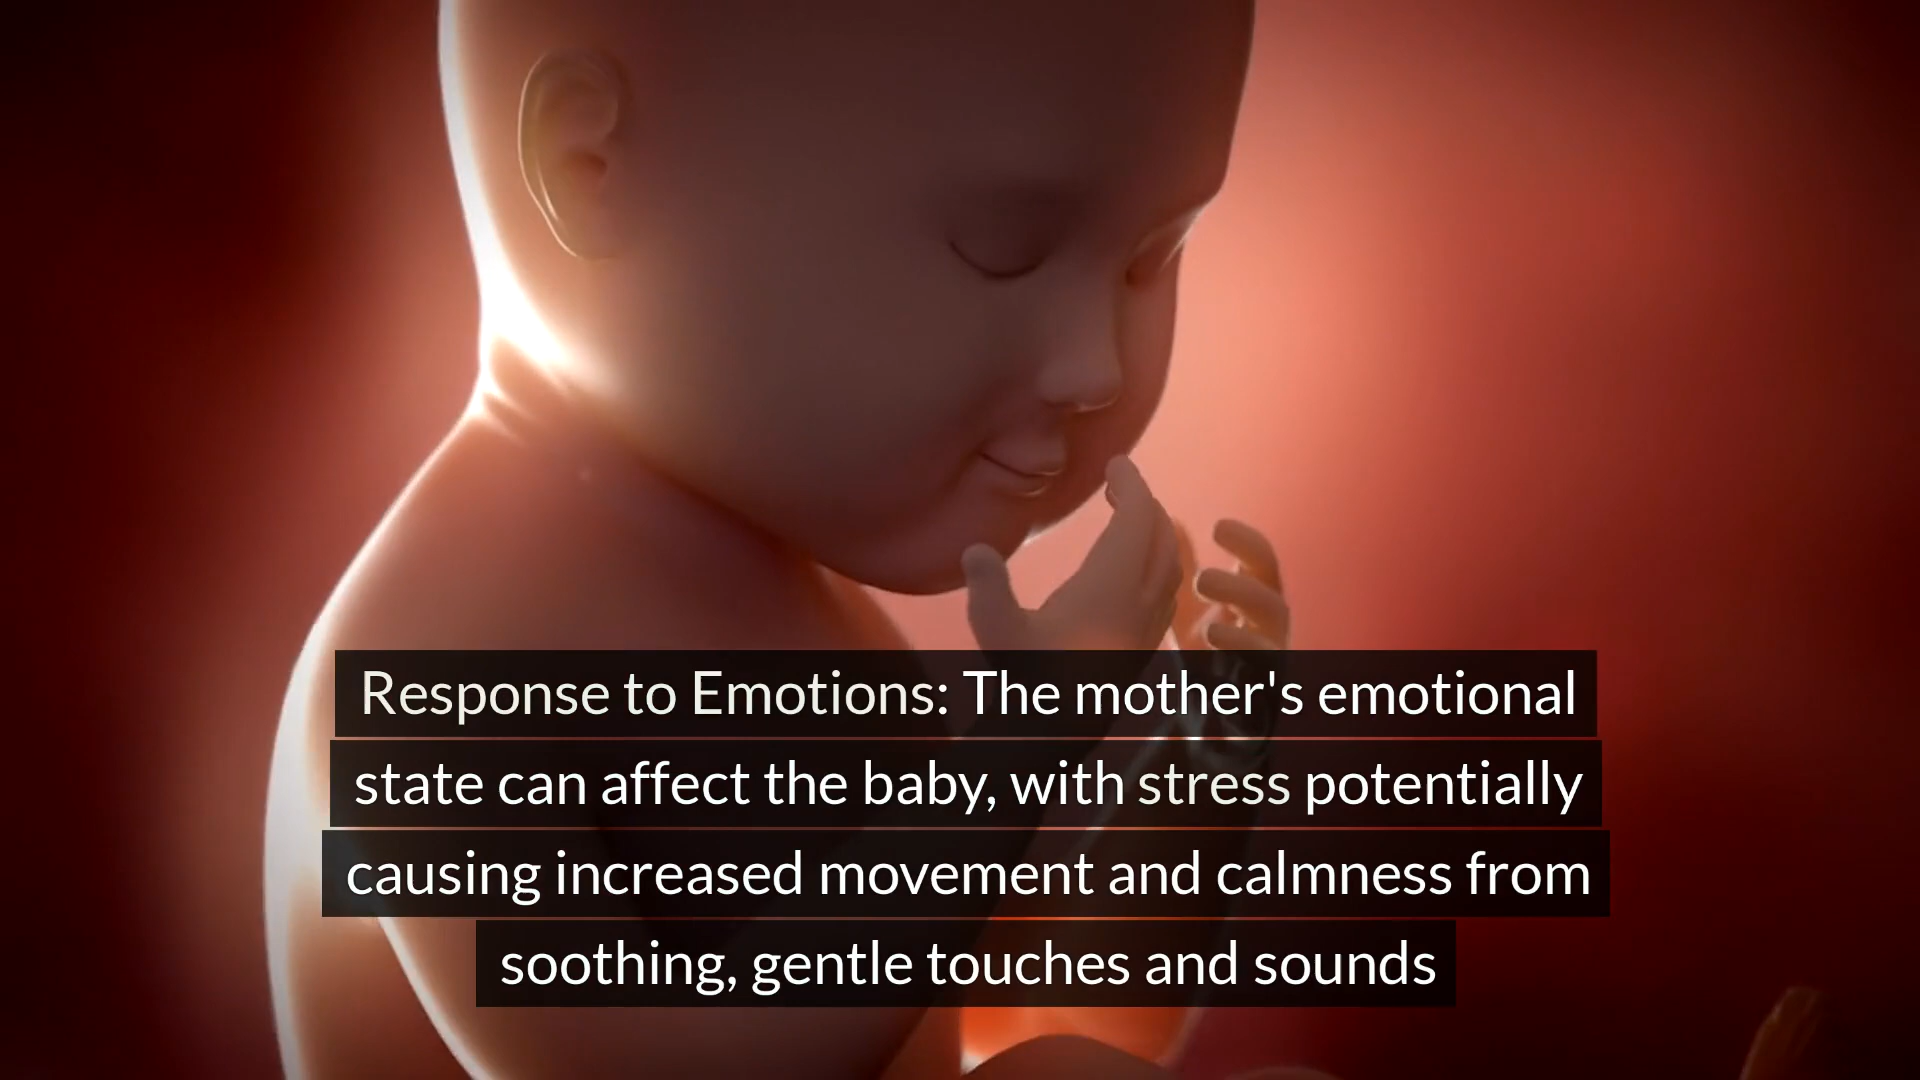 Response to Emotions: The mother's emotional
state can affect the baby, with stress potentially
causing increased movement and calmness from
soothing, gentle touches and sounds